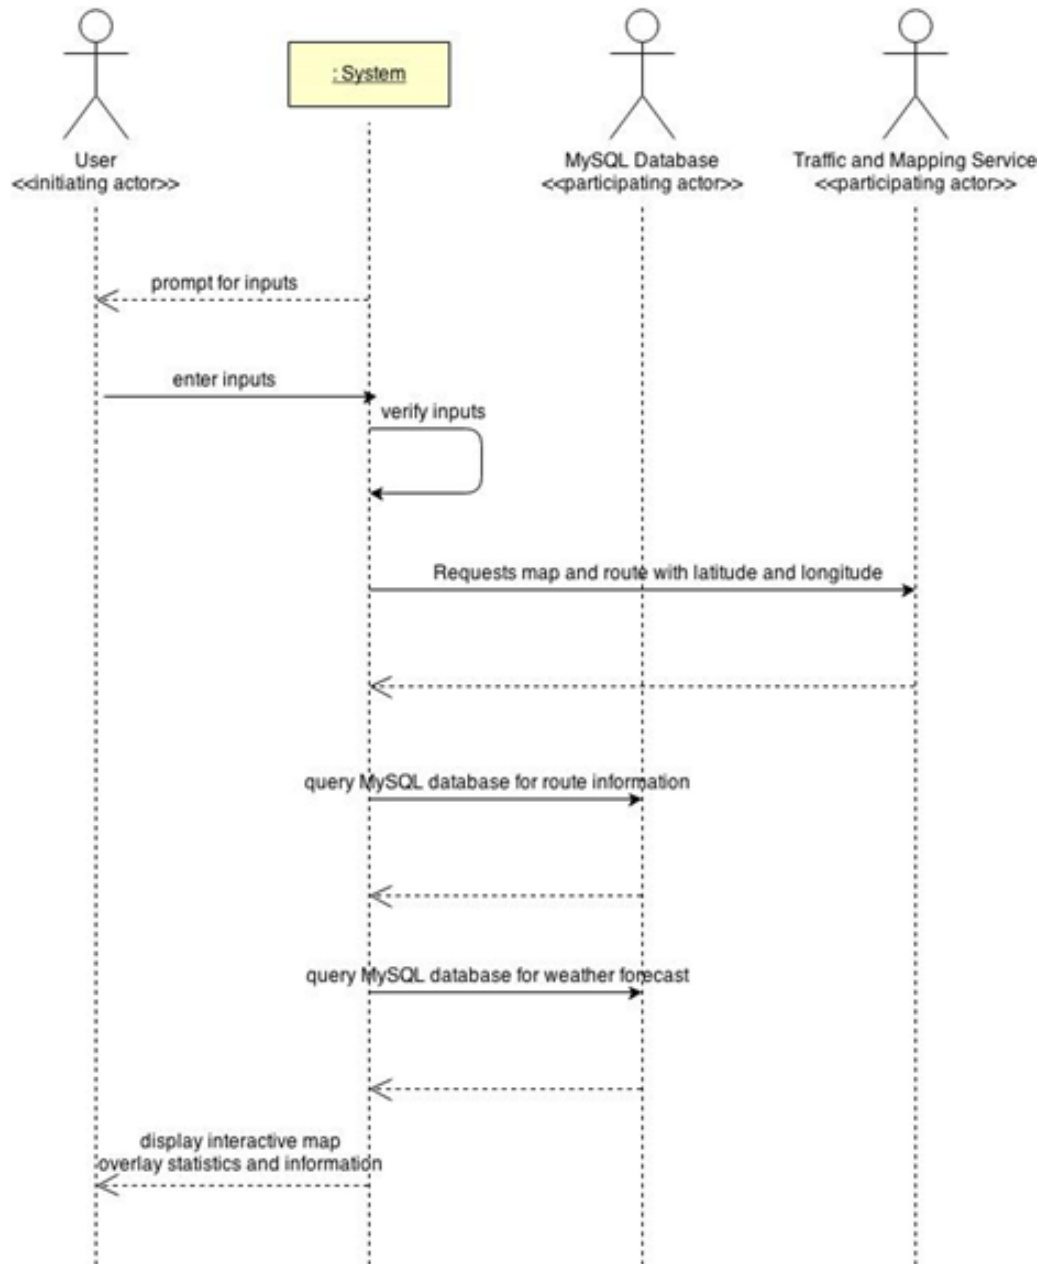 : System
User
<<initiating actor>>
MySQL Database
<<participating actor>>
Traffic and Mapping Service
<<participating actor>>
prompt for inputs
enter inputs
verify inputs
Requests map and route with latitude and longitude
query MySQL database for route information
query MySQL database for weather forecast
display interactive map
overlay statistics and information